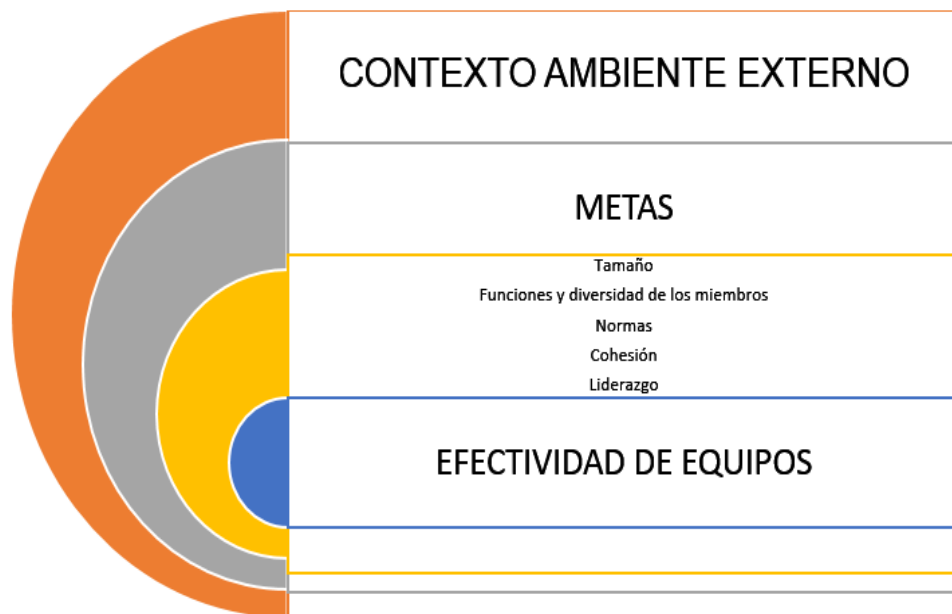 CONTEXTO AMBIENTE EXTERNO
METAS
Tamaño
Funciones y diversidad de los miembros
Normas
Cohesión
Liderazgo
EFECTIVIDAD DE EQUIPOS